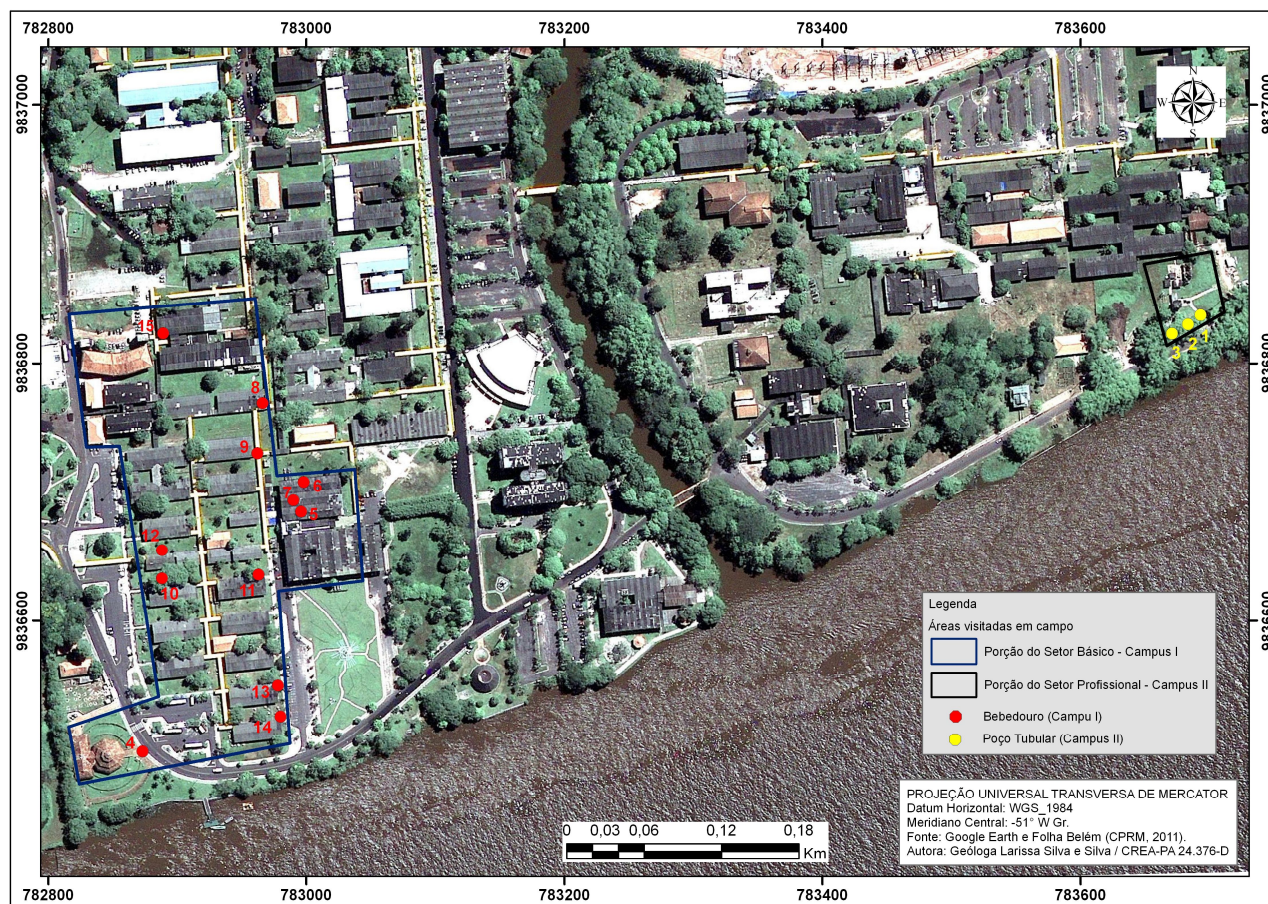 782800 783000 783200 783400 783600
9837000 9837000
N
W E
S
15
8
9836800 9836800
1
2
3
9
6
7
5
12
10
11
9836600 9836600
13
14
4
Legenda
Áreas visitadas em campo
Porção do Setor Básico - Campus I
Porção do Setor Profissional - Campus II
Bebedouro (Campu I)
Poço Tubular (Campus II)
PROJEÇÃO UNIVERSAL TRANSVERSA DE MERCATOR
Datum Horizontal: WGS_1984
Meridiano Central: -51° W Gr.
Fonte: Google Earth e Folha Belém (CPRM, 2011).
Autora: Geóloga Larissa Silva e Silva / CREA-PA 24.376-D
0 0,03 0,06 0,12 0,18
Km
782800 783000 783200 783400 783600